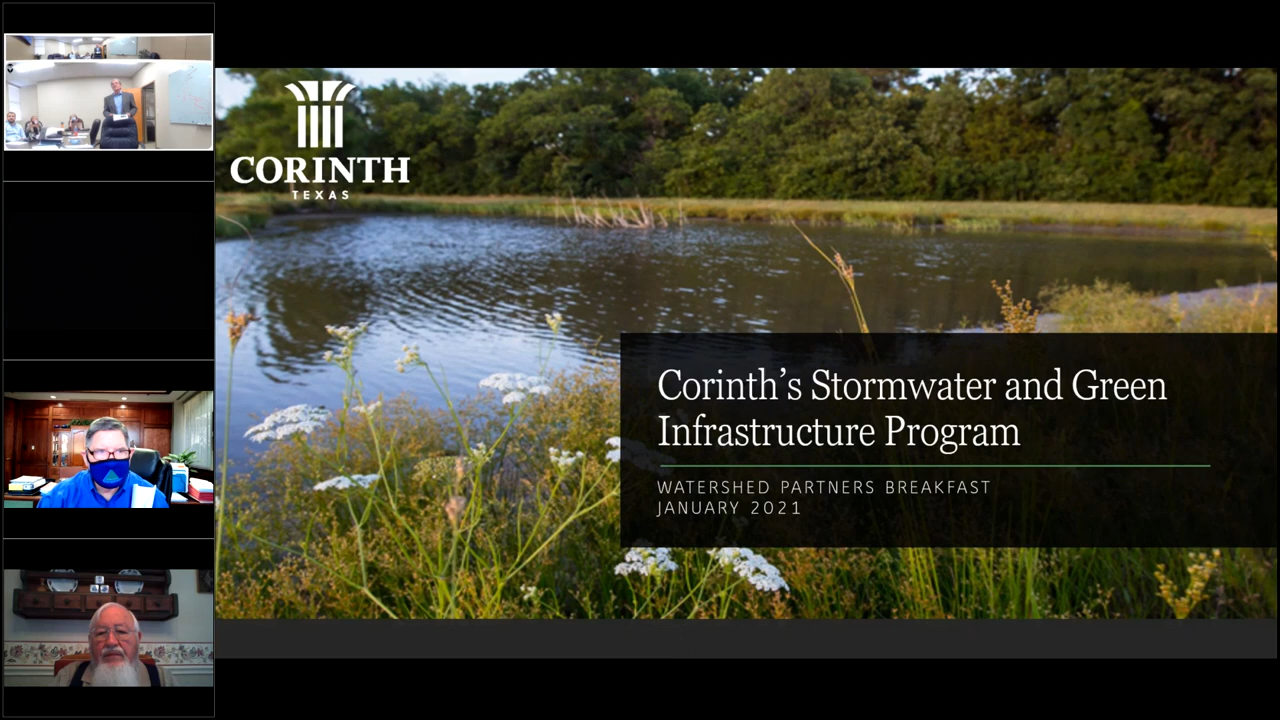 CORINTH
TEXAS
Corinth’s Stormwater and Green
Infrastructure Program
WATERSHED PARTNERS BREAKFAST
JANUARY 2021